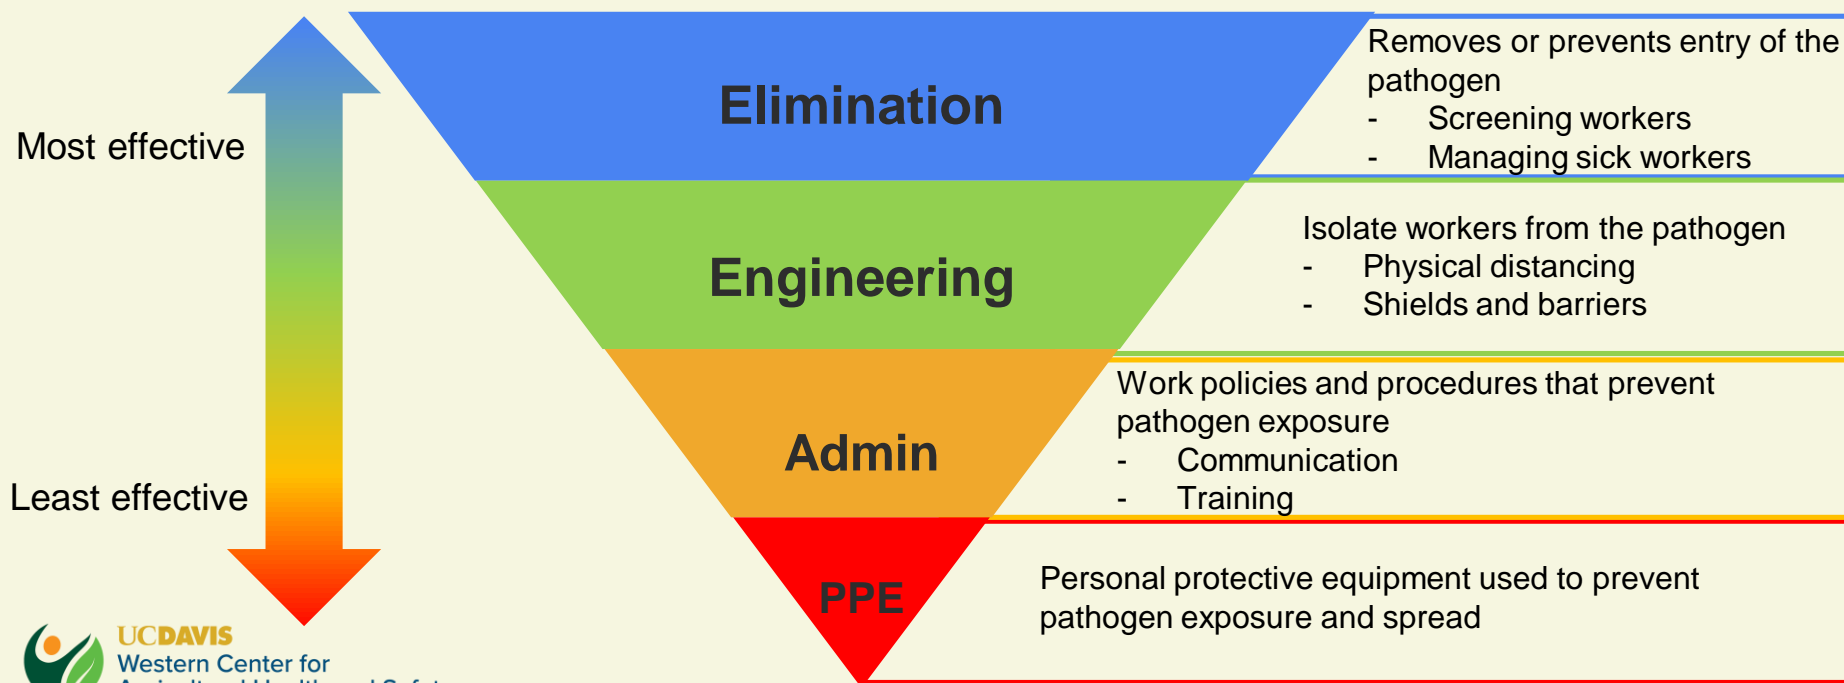 Most effective
Least effective
Elimination
Removes or prevents entry of the
pathogen
- Screening workers
- Managing sick workers
Engineering
Isolate workers from the pathogen
- Physical distancing
- Shields and barriers
Admin
Work policies and procedures that prevent
pathogen exposure
- Communication
- Training
PPE
Personal protective equipment used to prevent
pathogen exposure and spread
UCDAVIS
Western Center for